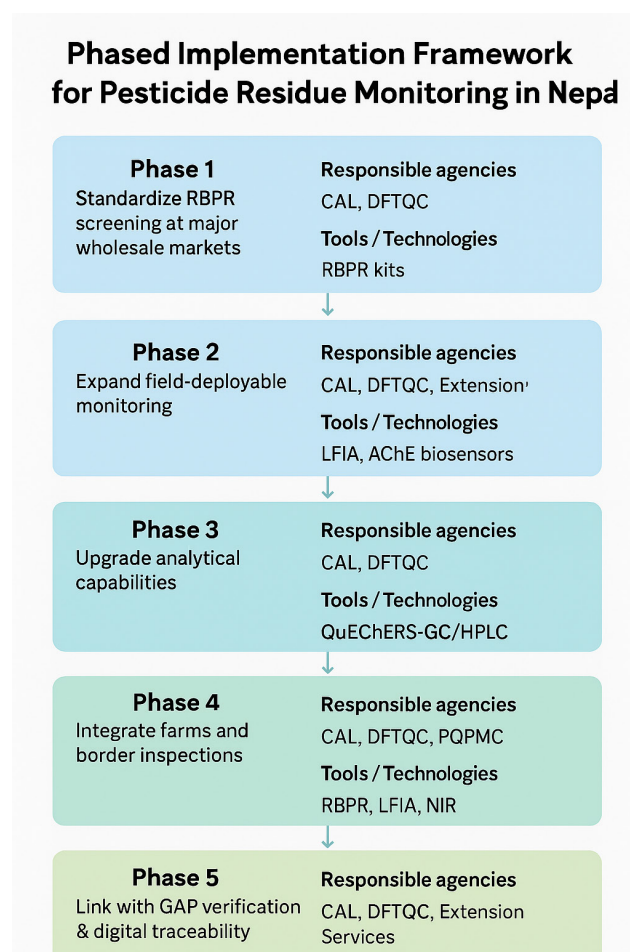 Phased Implementation Framework
for Pesticide Residue Monitoring in Nepal
Phase 1
Standardize RBPR
screening at major
wholesale markets
Responsible agencies
CAL, DFTQC
Tools / Technologies
RBPR kits
Phase 2
Expand field-deployable
monitoring
Responsible agencies
CAL, DFTQC, Extension'
Tools / Technologies
LFIA, AChE biosensors
Phase 3
Upgrade analytical
capabilities
Responsible agencies
CAL, DFTQC
Tools / Technologies
QuEChERS-GC/HPLC
Phase 4
Integrate farms and
border inspections
Responsible agencies
CAL, DFTQC, PQPMC
Tools / Technologies
RBPR, LFIA, NIR
Phase 5
Link with GAP verification
& digital traceability
Responsible agencies
CAL, DFTQC, Extension
Services